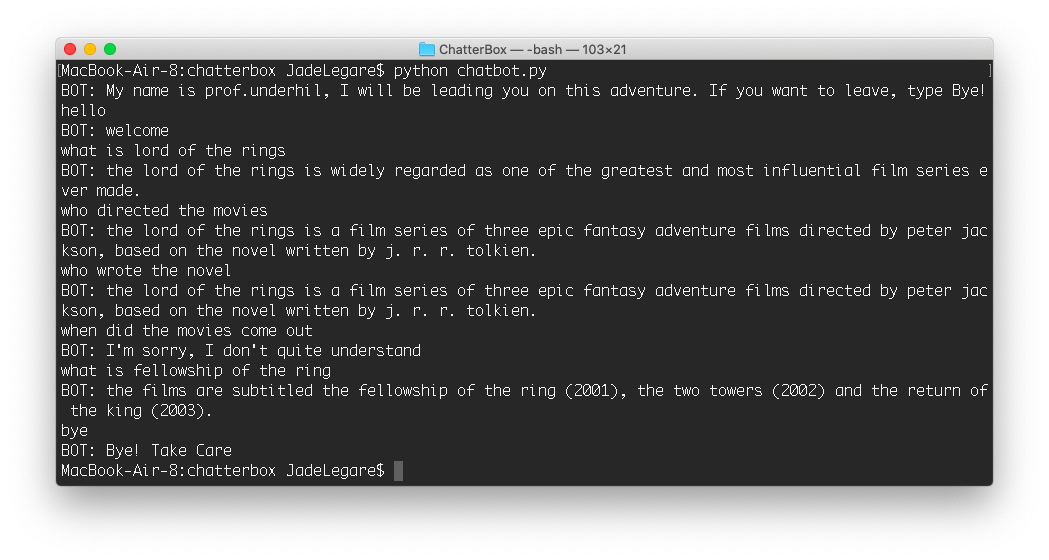 ChatterBox — -bash — 103×21
[MacBook-Air-8:chatterbox JadeLegare$ python chatbot.py ]
BOT: My name is prof.underhil, I will be leading you on this adventure. If you want to leave, type Bye!
hello
BOT: welcome
what is lord of the rings
BOT: the lord of the rings is widely regarded as one of the greatest and most influential film series e
ver made.
who directed the movies
BOT: the lord of the rings is a film series of three epic fantasy adventure films directed by peter jac
kson, based on the novel written by j. r. r. tolkien.
who wrote the novel
BOT: the lord of the rings is a film series of three epic fantasy adventure films directed by peter jac
kson, based on the novel written by j. r. r. tolkien.
when did the movies come out
BOT: I'm sorry, I don't quite understand
what is fellowship of the ring
BOT: the films are subtitled the fellowship of the ring (2001), the two towers (2002) and the return of
 the king (2003).
bye
BOT: Bye! Take Care
MacBook-Air-8:chatterbox JadeLegare$